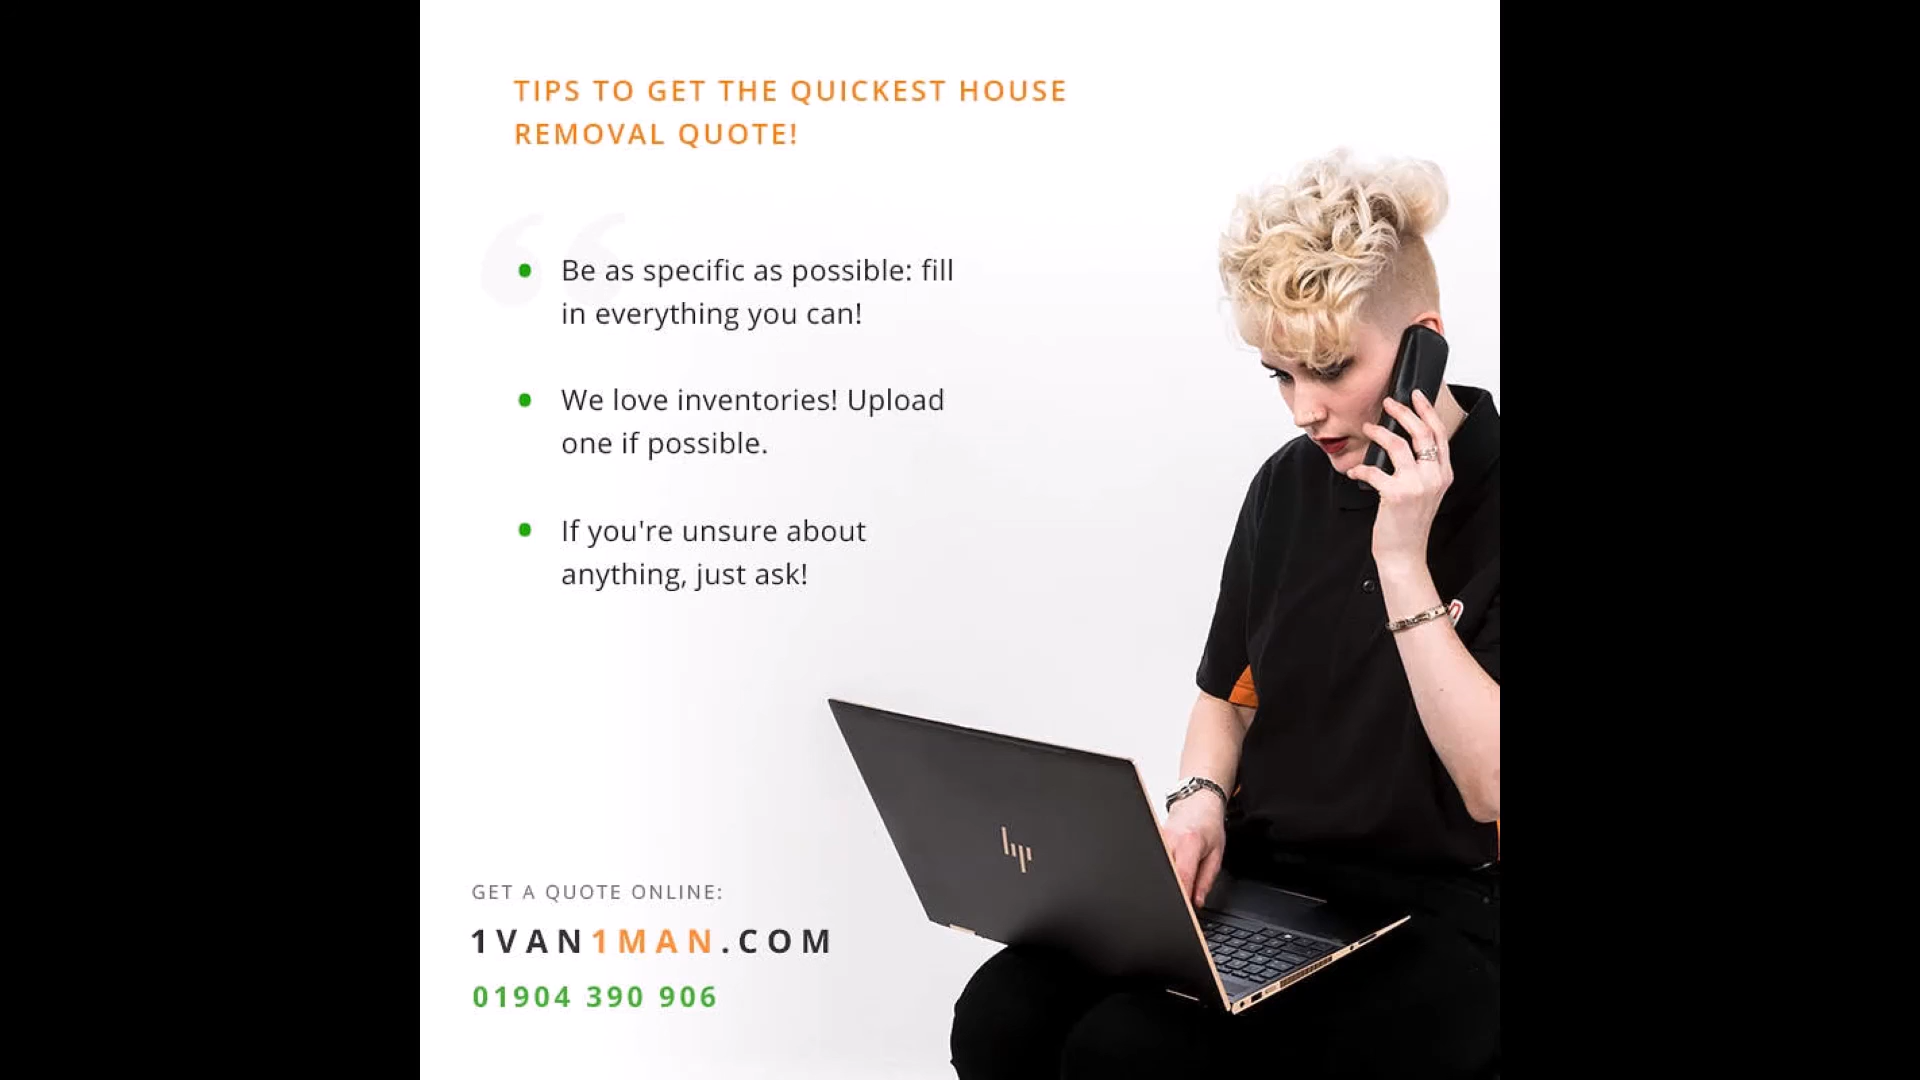 TIPS TO GET THE QUICKEST HOUSE
REMOVAL QUOTE!
Be as specific as possible: fill
in everything you can!
We love inventories! Upload
one if possible.
If you're unsure about
anything, just ask!
hp
GET A QUOTE ONLINE:
1VAN1MAN.COM
01904 390 906